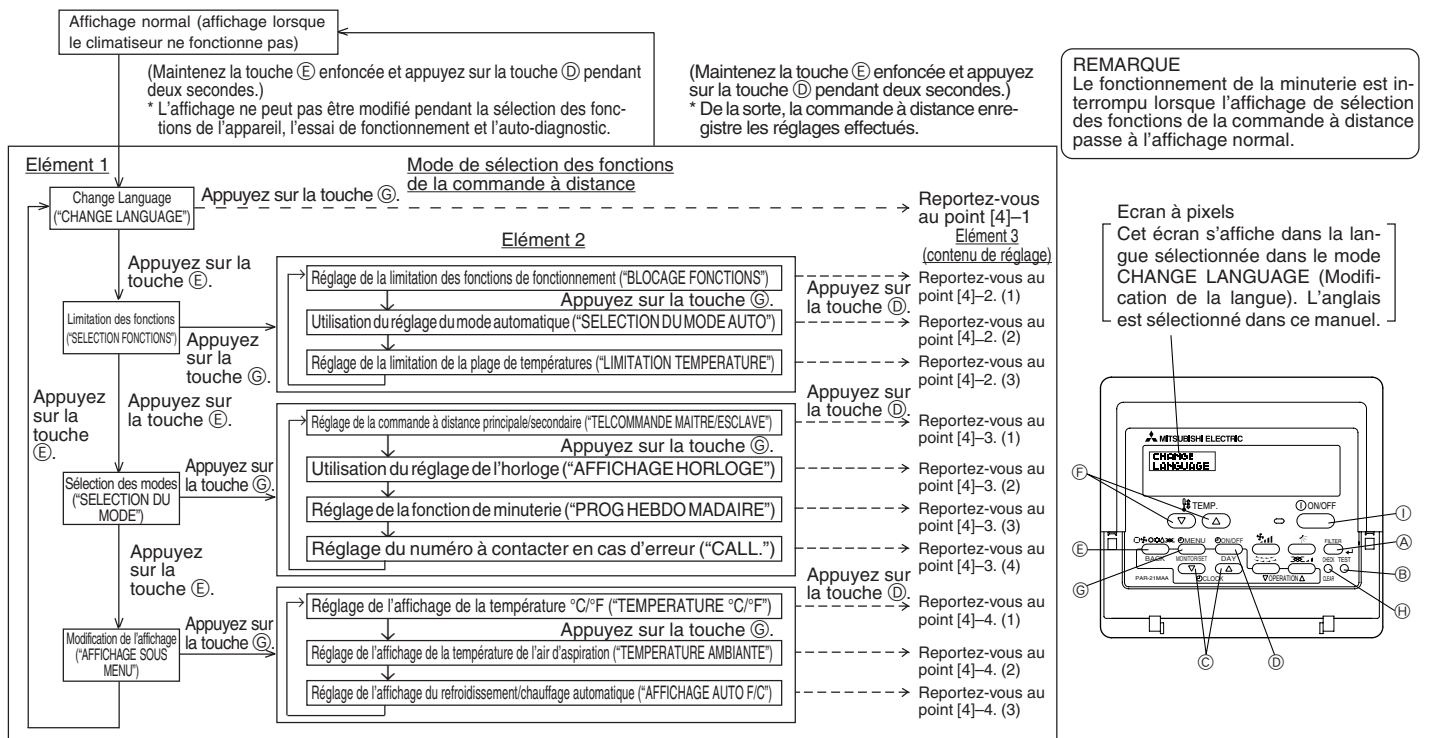 Affichage normal (affichage lorsque
le climatiseur ne fonctionne pas)
(Maintenez la touche Ⓔ enfoncée et appuyez sur la touche Ⓓ pendant
deux secondes.)
* L'affichage ne peut pas être modifié pendant la sélection des fonc-
tions de l'appareil, l'essai de fonctionnement et l'auto-diagnostic.
(Maintenez la touche Ⓔ enfoncée et appuyez
sur la touche Ⓓ pendant deux secondes.)
* De la sorte, la commande à distance enre-
gistre les réglages effectués.
REMARQUE
Le fonctionnement de la minuterie est in-
terrompu lorsque l'affichage de sélection
des fonctions de la commande à distance
passe à l'affichage normal.
Elément 1
Mode de sélection des fonctions
de la commande à distance
Change Language
("CHANGE LANGUAGE")
Appuyez sur la touche Ⓖ.
Reportez-vous
au point [4]–1
Elément 2
Elément 3
(contenu de réglage)
Appuyez sur la
touche Ⓔ.
Limitation des fonctions
("SELECTION FONCTIONS")
Appuyez
sur la
touche Ⓖ.
Réglage de la limitation des fonctions de fonctionnement ("BLOCAGE FONCTIONS")
Appuyez sur la touche Ⓖ.
Utilisation du réglage du mode automatique ("SELECTION DU MODE AUTO")
Réglage de la limitation de la plage de températures ("LIMITATION TEMPERATURE")
Appuyez sur
la touche Ⓓ.
Reportez-vous au
point [4]–2. (1)
Reportez-vous au
point [4]–2. (2)
Reportez-vous au
point [4]–2. (3)
Appuyez
sur la
touche
Ⓔ.
Appuyez sur
la touche Ⓔ.
Sélection des modes
("SELECTION DU
MODE")
Appuyez sur
la touche Ⓖ.
Réglage de la commande à distance principale/secondaire ("TELCOMMANDE MAITRE/ESCLAVE")
Appuyez sur la touche Ⓖ.
Utilisation du réglage de l'horloge ("AFFICHAGE HORLOGE")
Réglage de la fonction de minuterie ("PROG HEBDO MADAIRE")
Réglage du numéro à contacter en cas d'erreur ("CALL.")
Appuyez sur
la touche Ⓓ.
Reportez-vous au
point [4]–3. (1)
Reportez-vous au
point [4]–3. (2)
Reportez-vous au
point [4]–3. (3)
Reportez-vous au
point [4]–3. (4)
Appuyez
sur la
touche Ⓔ.
Modification de l'affichage
("AFFICHAGE SOUS
MENU")
Appuyez sur
la touche Ⓖ.
Réglage de l'affichage de la température °C/°F ("TEMPERATURE °C/°F")
Appuyez sur la touche Ⓖ.
Réglage de l'affichage de la température de l'air d'aspiration ("TEMPERATURE AMBIANTE")
Réglage de l'affichage du refroidissement/chauffage automatique ("AFFICHAGE AUTO F/C")
Appuyez sur
la touche Ⓓ.
Reportez-vous au
point [4]–4. (1)
Reportez-vous au
point [4]–4. (2)
Reportez-vous au
point [4]–4. (3)
Ecran à pixels
Cet écran s'affiche dans la lan-
gue sélectionnée dans le mode
CHANGE LANGUAGE (Modifi-
cation de la langue). L'anglais
est sélectionné dans ce manuel.
MITSUBISHI ELECTRIC
CHANGE
LANGUAGE
TEMP.
ON/OFF
MENU
ON/OFF
FILTER
BACK
MONITOR/SET
DAY
CHECK TEST
PAR-21MAA
CLOCK
OPERATION
CLEAR
Ⓕ
Ⓔ
Ⓖ
Ⓒ
Ⓓ
Ⓘ
Ⓐ
Ⓑ
Ⓗ